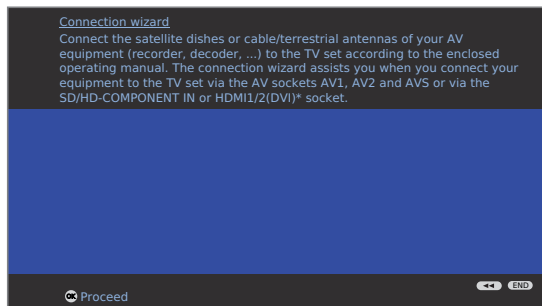 Connection wizard
Connect the satellite dishes or cable/terrestrial antennas of your AV
equipment (recorder, decoder, ...) to the TV set according to the enclosed
operating manual. The connection wizard assists you when you connect your
equipment to the TV set via the AV sockets AV1, AV2 and AVS or via the
SD/HD-COMPONENT IN or HDMI1/2(DVI)* socket.
END
OK Proceed